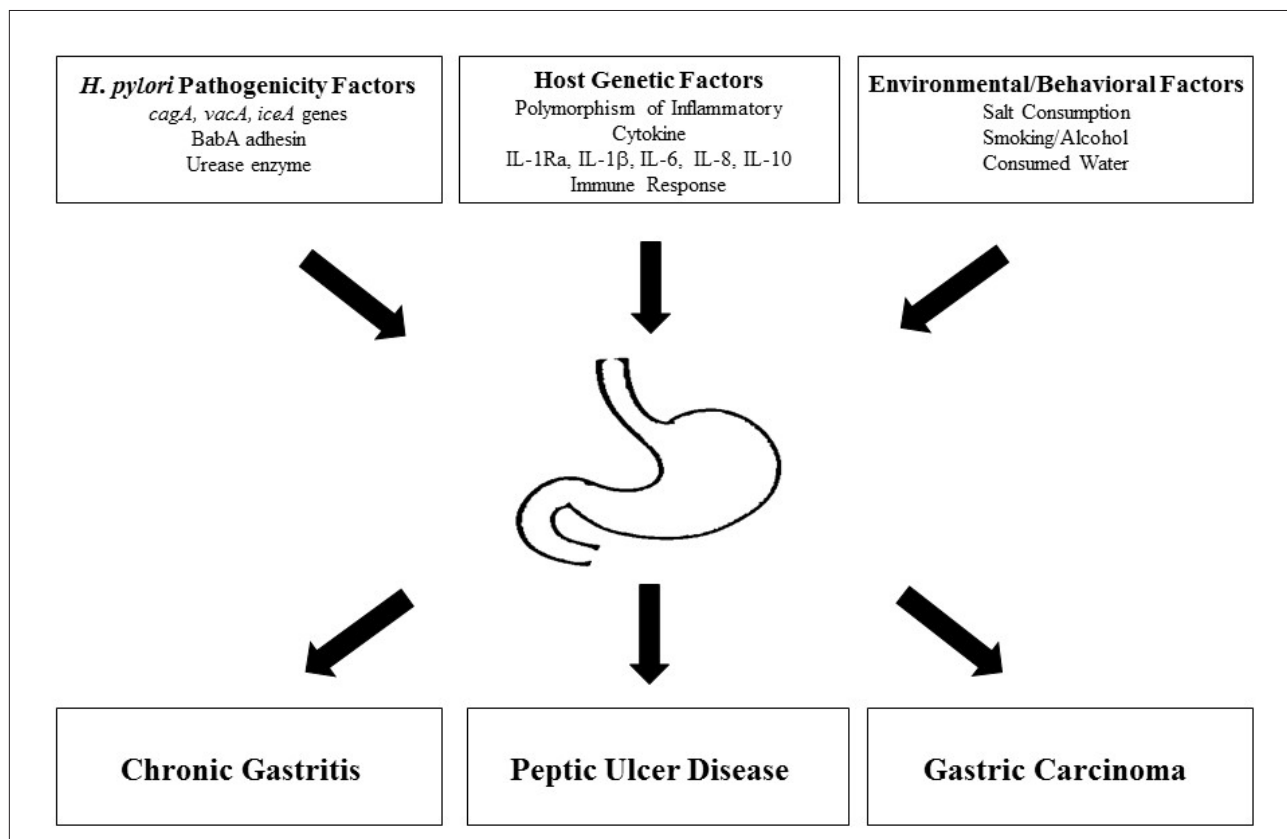 H. pylori Pathogenicity Factors
cagA, vacA, iceA genes
BabA adhesin
Urease enzyme
Host Genetic Factors
Polymorphism of Inflammatory
Cytokine
IL-1Ra, IL-1β, IL-6, IL-8, IL-10
Immune Response
Environmental/Behavioral Factors
Salt Consumption
Smoking/Alcohol
Consumed Water
Chronic Gastritis
Peptic Ulcer Disease
Gastric Carcinoma